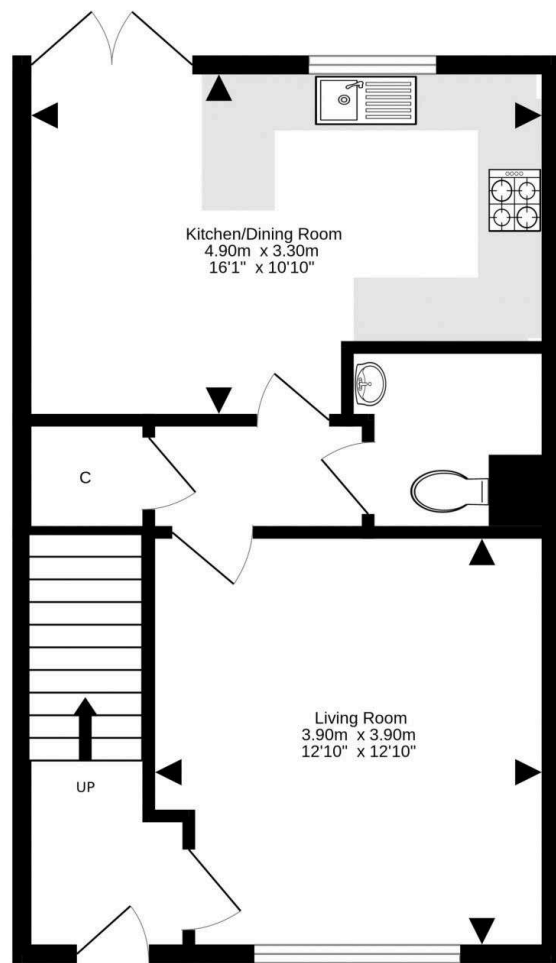 Kitchen/Dining Room
4.90m x 3.30m
16'1" x 10'10"
C
Living Room
3.90m x 3.90m
12'10" x 12'10"
UP